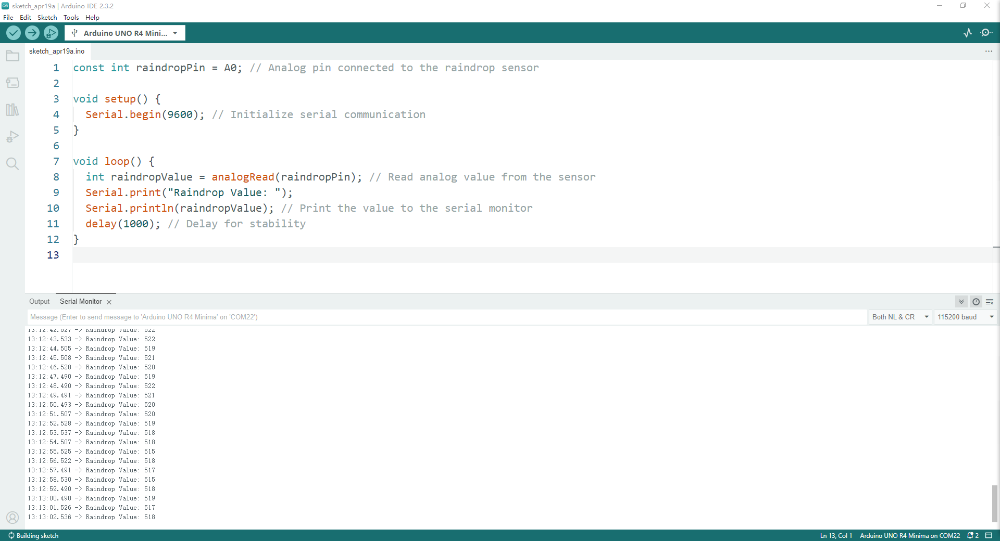 sketch_apr19a | Arduino IDE 2.3.2
File Edit Sketch Tools Help
Arduino UNO R4 Mini...
sketch_apr19a.ino
1 const int raindropPin = A0; // Analog pin connected to the raindrop sensor
2
3 void setup() {
4 Serial.begin(9600); // Initialize serial communication
5 }
6
7 void loop() {
8 int raindropValue = analogRead(raindropPin); // Read analog value from the sensor
9 Serial.print("Raindrop Value: ");
10 Serial.println(raindropValue); // Print the value to the serial monitor
11 delay(1000); // Delay for stability
12 }
13
Output Serial Monitor
Message (Enter to send message to 'Arduino UNO R4 Minima' on 'COM22') Both NL & CR 115200 baud
13:12:42.527 -> Raindrop Value: 522
13:12:43.533 -> Raindrop Value: 522
13:12:44.505 -> Raindrop Value: 519
13:12:45.508 -> Raindrop Value: 521
13:12:46.528 -> Raindrop Value: 520
13:12:47.490 -> Raindrop Value: 519
13:12:48.490 -> Raindrop Value: 522
13:12:49.491 -> Raindrop Value: 521
13:12:50.493 -> Raindrop Value: 520
13:12:51.507 -> Raindrop Value: 520
13:12:52.528 -> Raindrop Value: 519
13:12:53.537 -> Raindrop Value: 518
13:12:54.507 -> Raindrop Value: 518
13:12:55.525 -> Raindrop Value: 515
13:12:56.522 -> Raindrop Value: 518
13:12:57.491 -> Raindrop Value: 517
13:12:58.530 -> Raindrop Value: 515
13:12:59.490 -> Raindrop Value: 518
13:13:00.490 -> Raindrop Value: 519
13:13:01.526 -> Raindrop Value: 517
13:13:02.536 -> Raindrop Value: 518
Building sketch Ln 13, Col 1 Arduino UNO R4 Minima on COM22 2